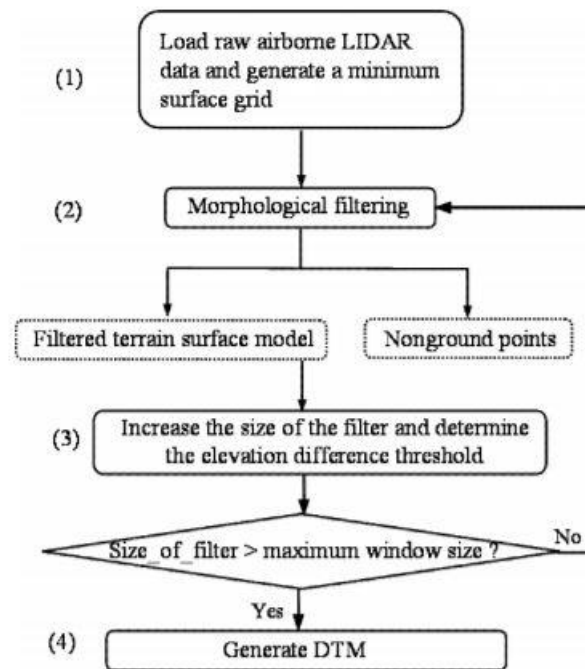 (1)
Load raw airborne LIDAR
data and generate a minimum
surface grid
(2)
Morphological filtering
Filtered terrain surface model
Nonground points
(3)
Increase the size of the filter and determine
the elevation difference threshold
Size_of_filter > maximum window size ?
No
Yes
(4)
Generate DTM